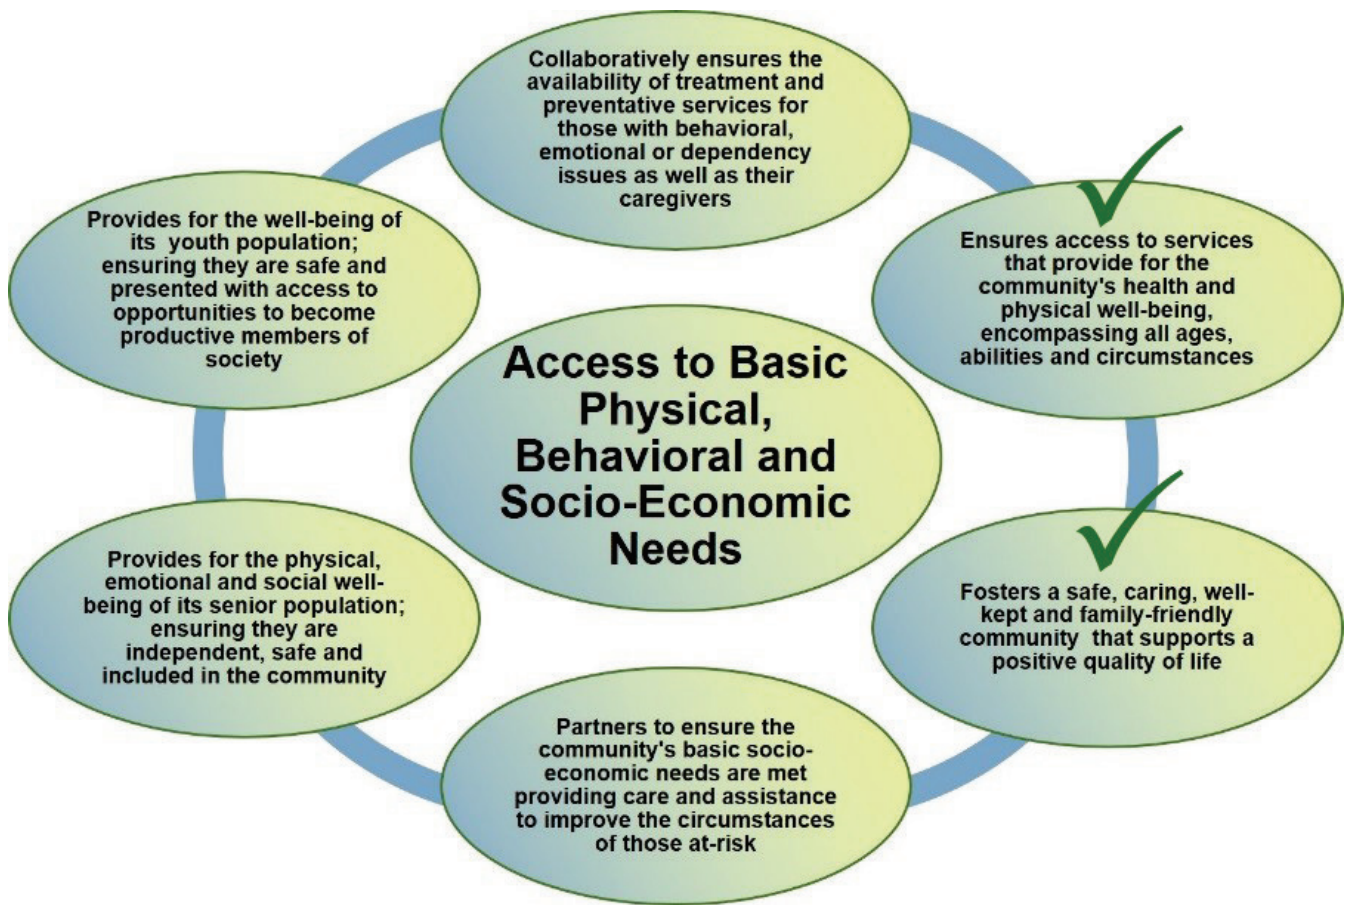 Collaboratively ensures the
availability of treatment and
preventative services for
those with behavioral,
emotional or dependency
issues as well as their
caregivers
Ensures access to services
that provide for the
community's health and
physical well-being,
encompassing all ages,
abilities and circumstances
Fosters a safe, caring, well-
kept and family-friendly
community that supports a
positive quality of life
Partners to ensure the
community's basic socio-
economic needs are met
providing care and assistance
to improve the circumstances
of those at-risk
Provides for the physical,
emotional and social well-
being of its senior population;
ensuring they are
independent, safe and
included in the community
Provides for the well-being of
its youth population;
ensuring they are safe and
presented with access to
opportunities to become
productive members of
society
Access to Basic
Physical,
Behavioral and
Socio-Economic
Needs